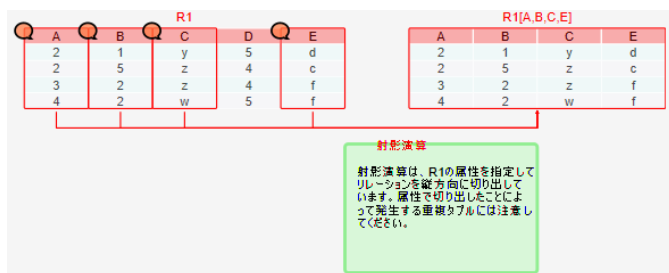 R1
R1[A,B,C,E]
A B C D E
2 1 y 5 d
2 5 z 4 c
3 2 z 4 f
4 2 w 5 f
A B C E
2 1 y d
2 5 z c
3 2 z f
4 2 w f
射影演算
射影演算は、R1の属性を指定して
リレーションを縦方向に切り出して
います。属性で切り出したことによ
って発生する重複タプルには注意し
てください。